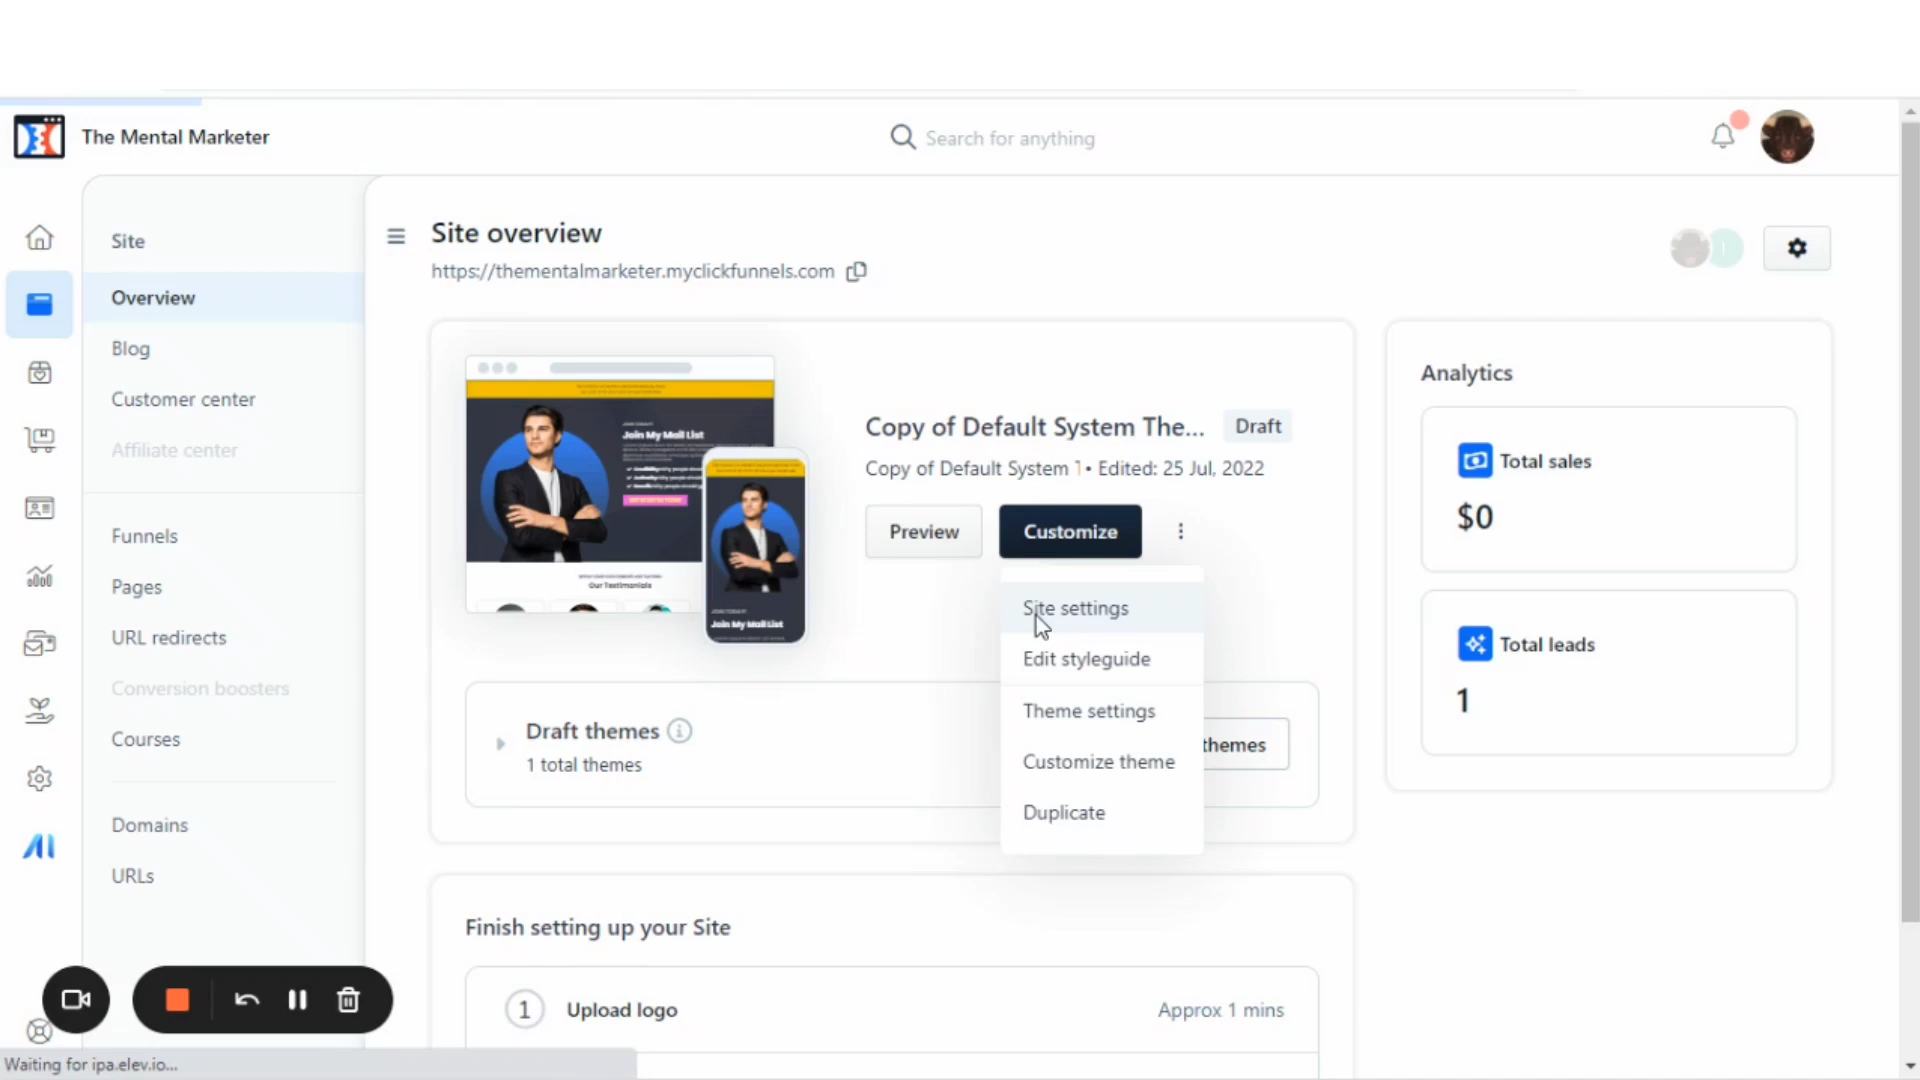 The Mental Marketer
Search for anything
Site
Overview
Blog
Customer center
Affiliate center
Funnels
Pages
URL redirects
Conversion boosters
Courses
Domains
URLs
Site overview
https://thementalmarketer.myclickfunnels.com
Join My Mail List
Our Testimonials
Join My Mail List
Copy of Default System The... Draft
Copy of Default System • Edited: 25 Jul, 2022
Preview Customize
Site settings
Edit styleguide
Theme settings
Customize theme
Duplicate
Draft themes
1 total themes
themes
Analytics
Total sales
$0
Total leads
1
Finish setting up your Site
1 Upload logo Approx 1 mins
Waiting for ipa.elev.io...